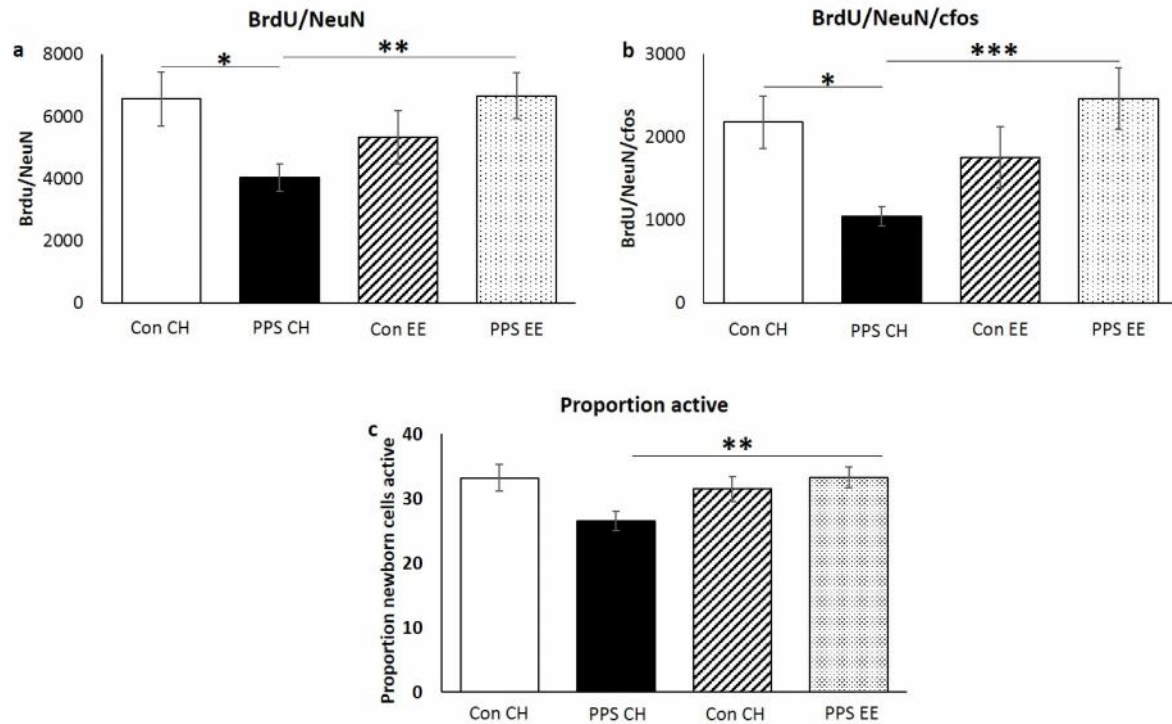 BrdU/NeuN
a
*
**
8000
6000
4000
2000
0
Brdu/NeuN
Con CH
PPS CH
Con EE
PPS EE
BrdU/NeuN/cfos
b
*
***
3000
2000
1000
0
BrdU/NeuN/cfos
Con CH
PPS CH
Con EE
PPS EE
Proportion active
c
**
40
30
20
10
0
Proportion newborn cells active
Con CH
PPS CH
Con CH
PPS EE